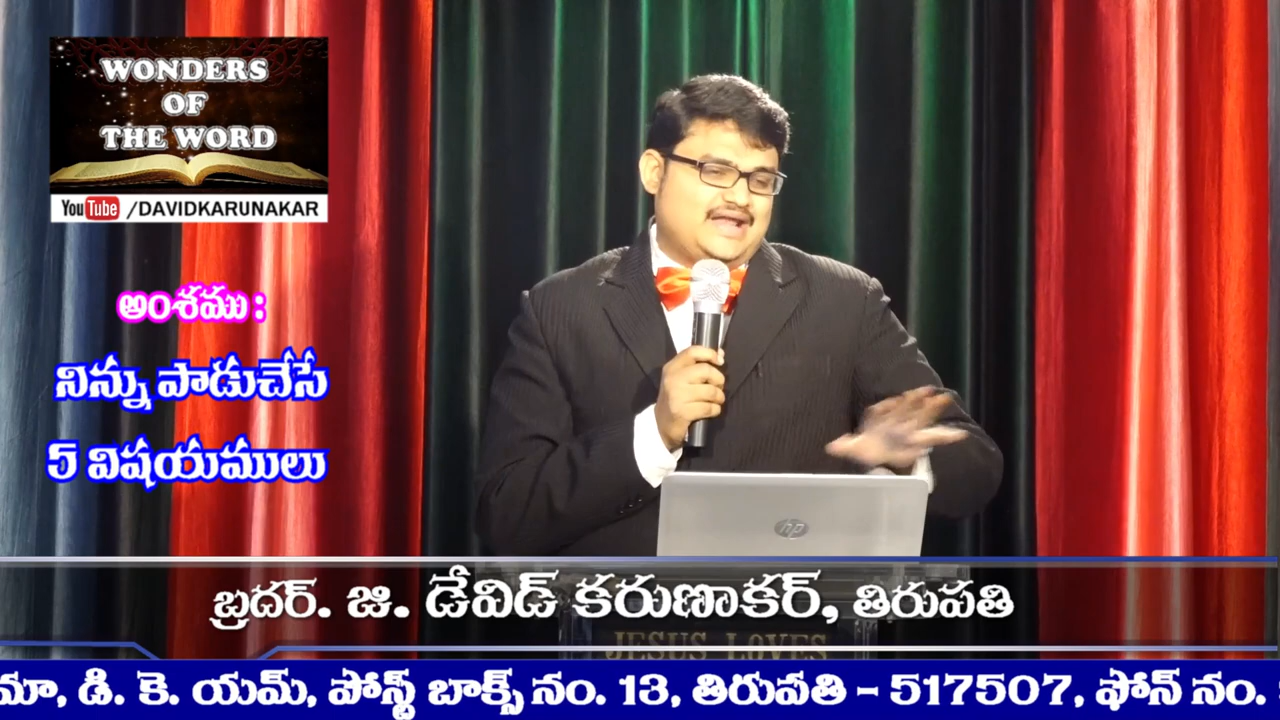 WONDERS
OF
THE WORD
YouTube /DAVIDKARUNAKAR
అంశము :
నిన్ను పాడుచేసే
5 విషయములు
hp
బ్రదర్. జి. డేవిడ్ కరుణాకర్, తిరుపతి
JESUS LOVES
మా, డి. కె. యమ్, పోస్ట్ బాక్స్ నం. 13, తిరుపతి - 517507, ఫోన్ నం.